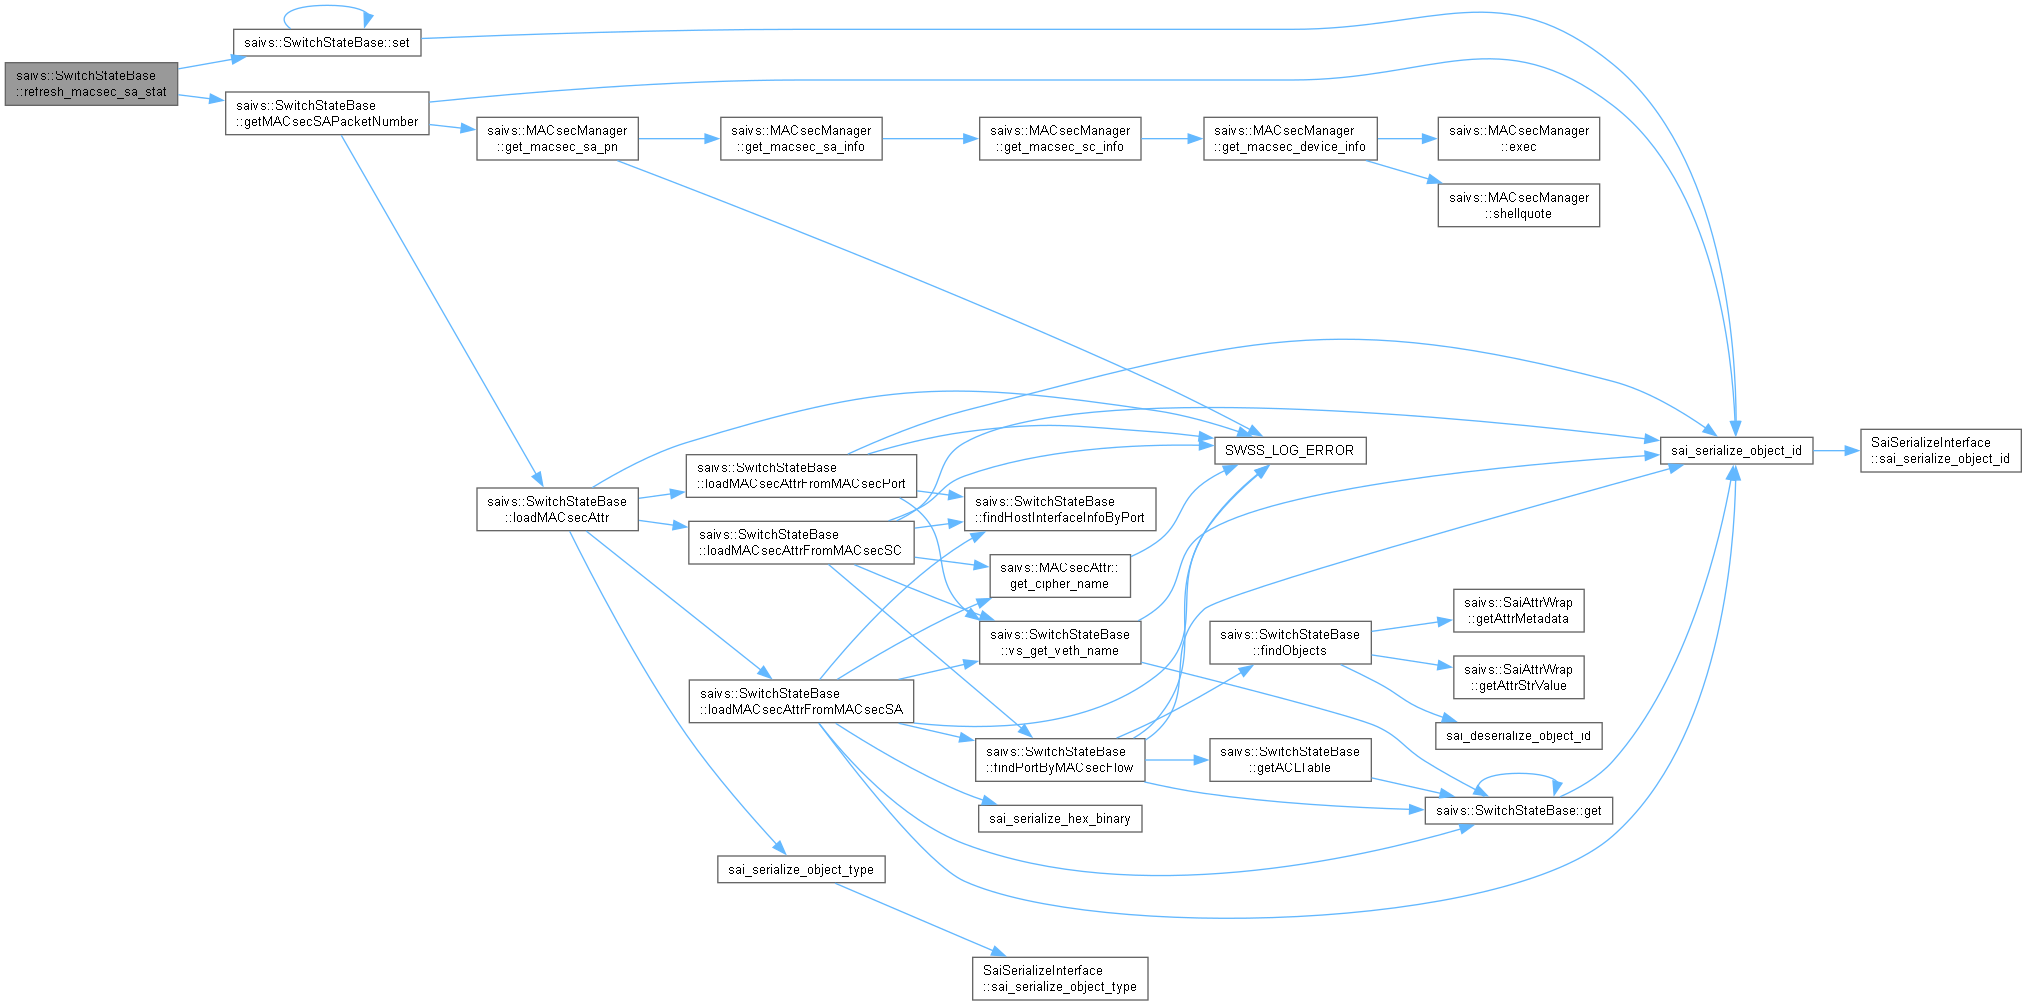 saivs::SwitchStateBase::set
saivs::SwitchStateBase
::refresh_macsec_sa_stat
saivs::SwitchStateBase
::getMACsecSAPacketNumber
saivs::MACsecManager
::get_macsec_sa_pn
saivs::MACsecManager
::get_macsec_sa_info
saivs::MACsecManager
::get_macsec_sc_info
saivs::MACsecManager
::get_macsec_device_info
saivs::MACsecManager
::exec
saivs::MACsecManager
::shellquote
SWSS_LOG_ERROR
sai_serialize_object_id
SaiSerializeInterface
::sai_serialize_object_id
saivs::SwitchStateBase
::loadMACsecAttrFromMACsecPort
saivs::SwitchStateBase
::loadMACsecAttr
saivs::SwitchStateBase
::findHostInterfaceInfoByPort
saivs::SwitchStateBase
::loadMACsecAttrFromMACsecSC
saivs::MACsecAttr::
get_cipher_name
saivs::SaiAttrWrap
::getAttrMetadata
saivs::SwitchStateBase
::vs_get_veth_name
saivs::SwitchStateBase
::findObjects
saivs::SaiAttrWrap
::getAttrStrValue
saivs::SwitchStateBase
::loadMACsecAttrFromMACsecSA
sai_deserialize_object_id
saivs::SwitchStateBase
::findPortByMACsecFlow
saivs::SwitchStateBase
::getACLTable
saivs::SwitchStateBase::get
sai_serialize_hex_binary
sai_serialize_object_type
SaiSerializeInterface
::sai_serialize_object_type